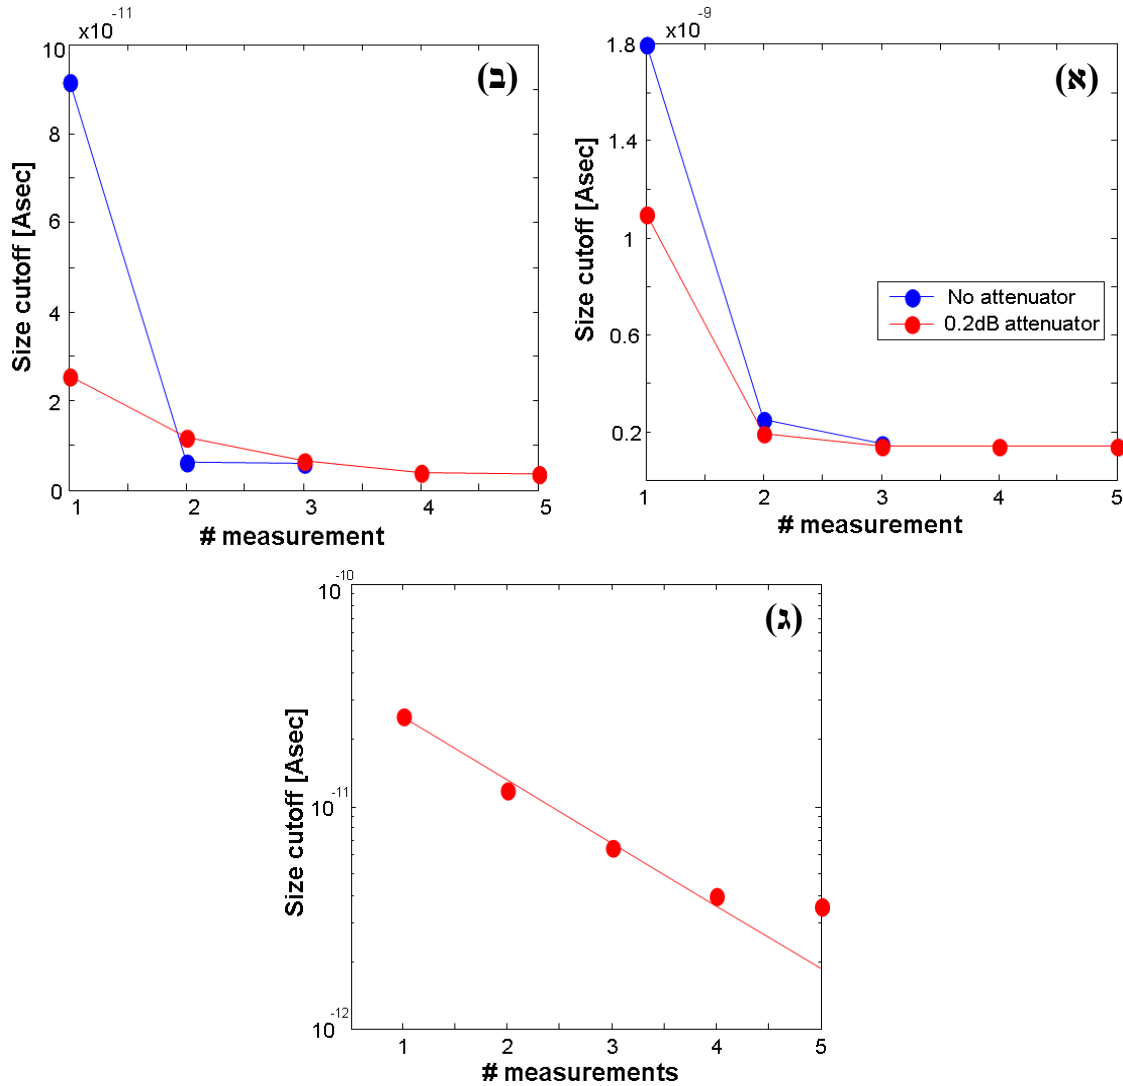 x10 -11
(ב)
10
8
6
4
2
0
Size cutoff [Asec]
1 2 3 4 5
# measurement
x10 -9
(א)
1.8
1.4
1
0.6
0.2
Size cutoff [Asec]
No attenuator
0.2dB attenuator
1 2 3 4 5
# measurement
(ג)
10 -10
10 -11
10 -12
Size cutoff [Asec]
1 2 3 4 5
# measurements